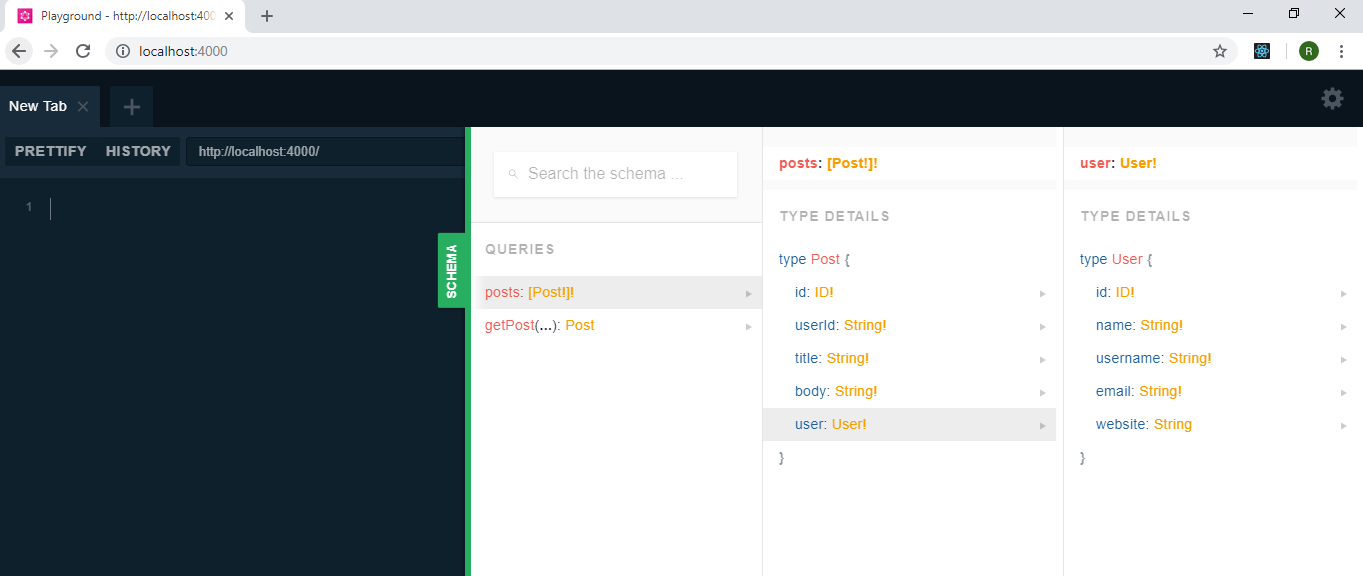 Playground - http://localhost:400
localhost:4000
R
New Tab
PRETTIFY HISTORY http://localhost:4000/
1
SCHEMA
Search the schema ...
QUERIES
posts: [Post!]!
getPost(...): Post
posts: [Post!]!
TYPE DETAILS
type Post {
id: ID!
userId: String!
title: String!
body: String!
user: User!
}
user: User!
TYPE DETAILS
type User {
id: ID!
name: String!
username: String!
email: String!
website: String
}